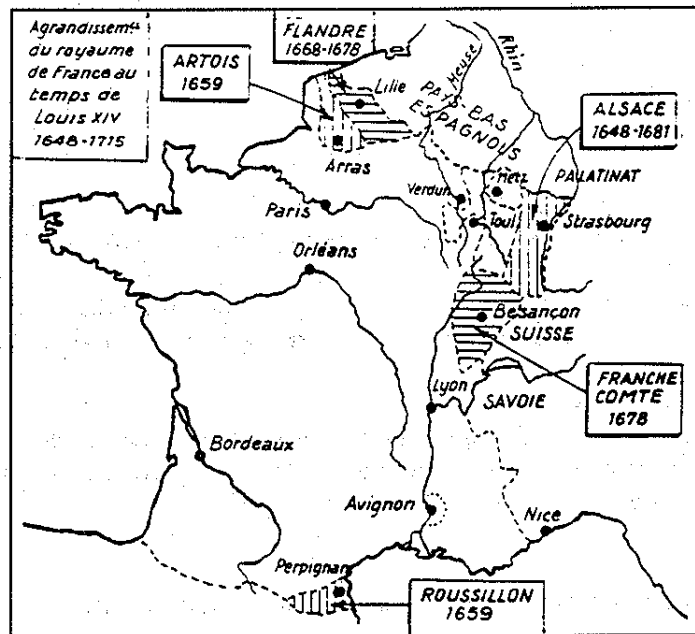 Agrandissemts
du royaume
de France au
temps de
Louis XIV
1648-1715
FLANDRE
1668-1678
ARTOIS
1659
Lille
Arras
Meuse
Rhin
PAYS-BAS
ESPAGNOLS
ALSACE
1648-1681
PALATINAT
Metz
Verdun
Toul
Strasbourg
Paris
Orléans
Besançon
SUISSE
FRANCHE
COMTÉ
1678
Lyon
SAVOIE
Bordeaux
Avignon
Nice
Perpignan
ROUSSILLON
1659